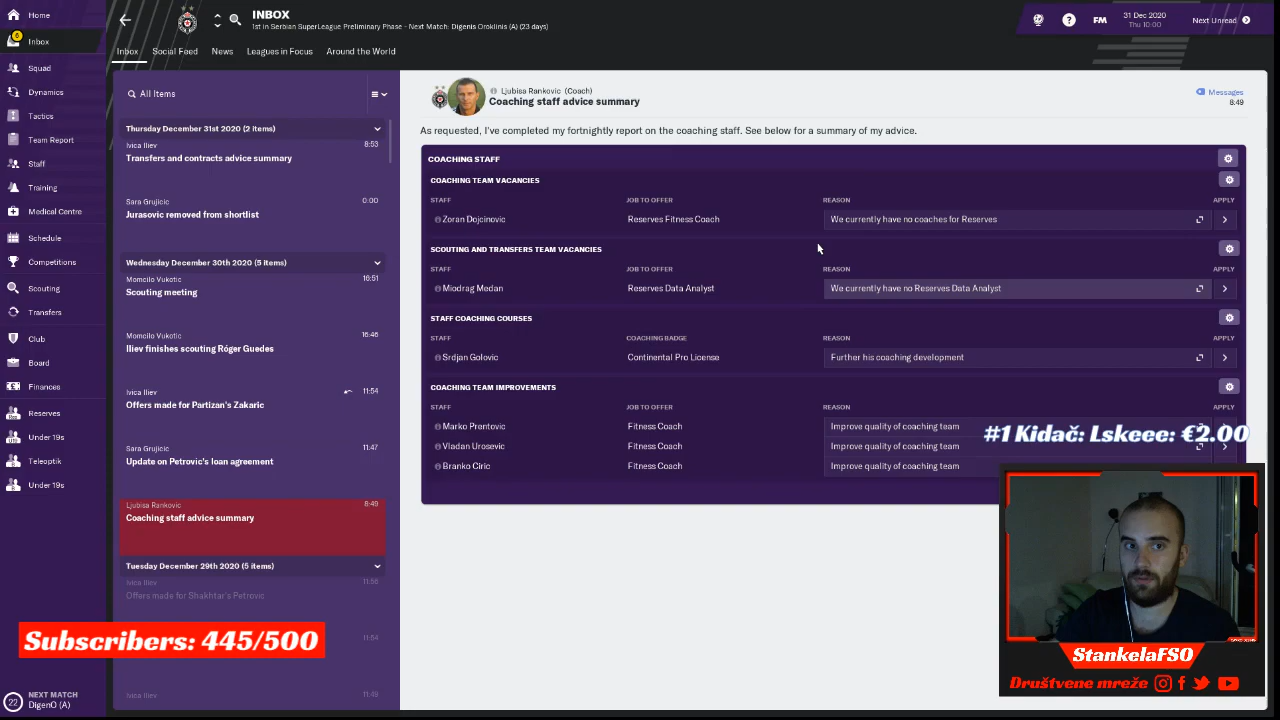 Home
Inbox
6
Squad
Dynamics
Tactics
Team Report
Staff
Training
Medical Centre
Schedule
Competitions
Scouting
Transfers
Club
Board
Finances
Reserves
Under 19s
Teleoptik
Under 19s
22
NEXT MATCH
DigenO (A)
INBOX
1st in Serbian SuperLeague Preliminary Phase - Next Match: Digenis Oroklinis (A) (23 days)
FM
31 Dec 2020
Thu 10:00
Next Unread
Inbox
Social Feed
News
Leagues in Focus
Around the World
All Items
Thursday December 31st 2020 (2 items)
Ivica Iliev
8:53
Transfers and contracts advice summary
Sara Grujicic
0:00
Jurasovic removed from shortlist
Wednesday December 30th 2020 (5 items)
Momcilo Vukotic
16:51
Scouting meeting
Momcilo Vukotic
16:46
Iliev finishes scouting Róger Guedes
Ivica Iliev
11:54
Offers made for Partizan's Zakaric
Sara Grujicic
11:47
Update on Petrovic's loan agreement
Ljubisa Rankovic
8:49
Coaching staff advice summary
Tuesday December 29th 2020 (5 items)
Ivica Iliev
11:56
Offers made for Shakhtar's Petrovic
11:54
Ivica Iliev
11:49
Ljubisa Rankovic (Coach)
Coaching staff advice summary
Messages
8:49
As requested, I've completed my fortnightly report on the coaching staff. See below for a summary of my advice.
COACHING STAFF
COACHING TEAM VACANCIES
STAFF JOB TO OFFER REASON APPLY
Zoran Dojcinovic Reserves Fitness Coach We currently have no coaches for Reserves
SCOUTING AND TRANSFERS TEAM VACANCIES
STAFF JOB TO OFFER REASON APPLY
Miodrag Medan Reserves Data Analyst We currently have no Reserves Data Analyst
STAFF COACHING COURSES
STAFF COACHING BADGE REASON APPLY
Srdjan Golovic Continental Pro License Further his coaching development
COACHING TEAM IMPROVEMENTS
STAFF JOB TO OFFER REASON APPLY
Marko Prentovic Fitness Coach Improve quality of coaching team
Vladan Urosevic Fitness Coach Improve quality of coaching team
Branko Ciric Fitness Coach Improve quality of coaching team
#1 Kidač: Lskeee: €2.00
Subscribers: 445/500
StankelaFSO
Društvene mreže